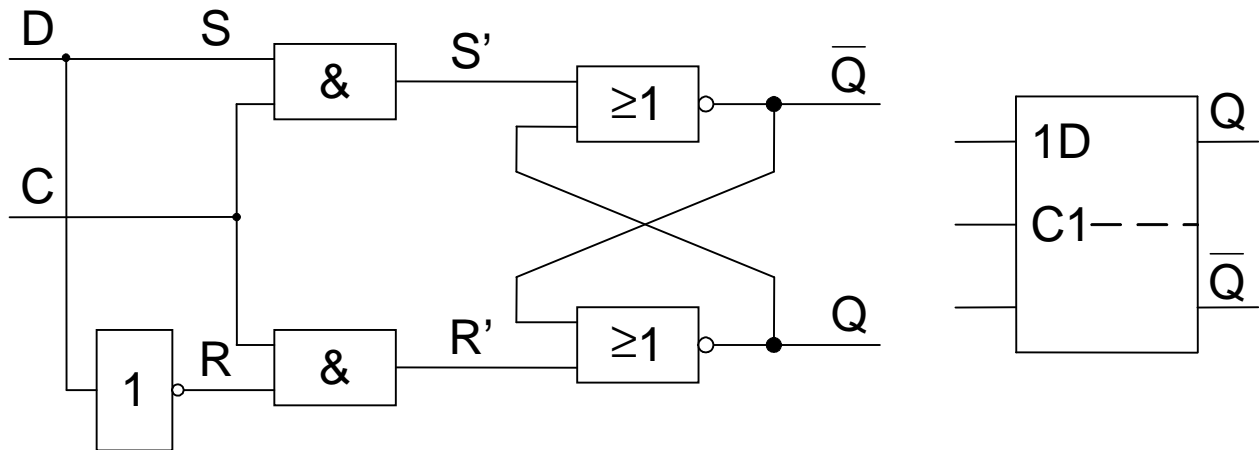 D S S' Q̅
& ≥1
C
R R' Q
1 & ≥1
1D Q
C1
Q̅